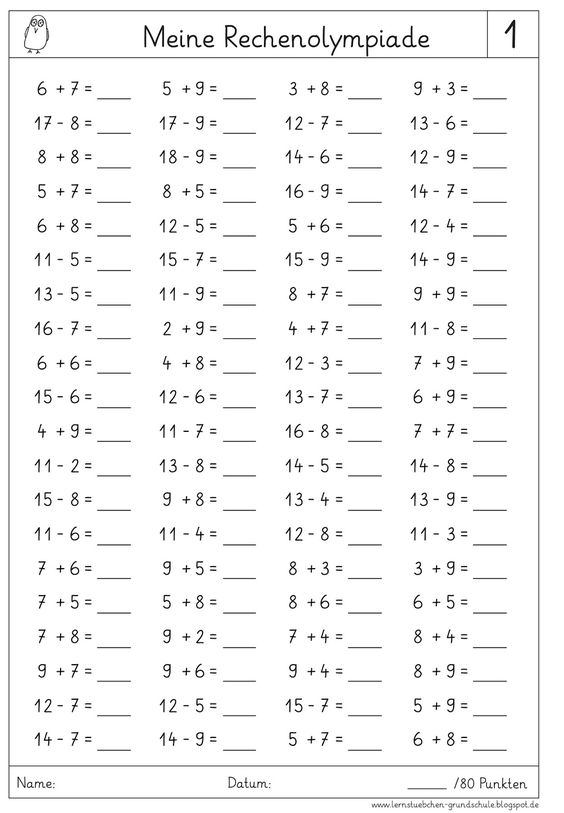 Meine Rechenolympiade 1
6 + 7 = ____ 5 + 9 = ____ 3 + 8 = ____ 9 + 3 = ____
17 - 8 = ____ 17 - 9 = ____ 12 - 7 = ____ 13 - 6 = ____
8 + 8 = ____ 18 - 9 = ____ 14 - 6 = ____ 12 - 9 = ____
5 + 7 = ____ 8 + 5 = ____ 16 - 9 = ____ 14 - 7 = ____
6 + 8 = ____ 12 - 5 = ____ 5 + 6 = ____ 12 - 4 = ____
11 - 5 = ____ 15 - 7 = ____ 15 - 9 = ____ 14 - 9 = ____
13 - 5 = ____ 11 - 9 = ____ 8 + 7 = ____ 9 + 9 = ____
16 - 7 = ____ 2 + 9 = ____ 4 + 7 = ____ 11 - 8 = ____
6 + 6 = ____ 4 + 8 = ____ 12 - 3 = ____ 7 + 9 = ____
15 - 6 = ____ 12 - 6 = ____ 13 - 7 = ____ 6 + 9 = ____
4 + 9 = ____ 11 - 7 = ____ 16 - 8 = ____ 7 + 7 = ____
11 - 2 = ____ 13 - 8 = ____ 14 - 5 = ____ 14 - 8 = ____
15 - 8 = ____ 9 + 8 = ____ 13 - 4 = ____ 13 - 9 = ____
11 - 6 = ____ 11 - 4 = ____ 12 - 8 = ____ 11 - 3 = ____
7 + 6 = ____ 9 + 5 = ____ 8 + 3 = ____ 3 + 9 = ____
7 + 5 = ____ 5 + 8 = ____ 8 + 6 = ____ 6 + 5 = ____
7 + 8 = ____ 9 + 2 = ____ 7 + 4 = ____ 8 + 4 = ____
9 + 7 = ____ 9 + 6 = ____ 9 + 4 = ____ 8 + 9 = ____
12 - 7 = ____ 12 - 5 = ____ 15 - 7 = ____ 5 + 9 = ____
14 - 7 = ____ 14 - 9 = ____ 5 + 7 = ____ 6 + 8 = ____
Name: Datum: _____ /80 Punkten
www.lernstuebchen-grundschule.blogspot.de